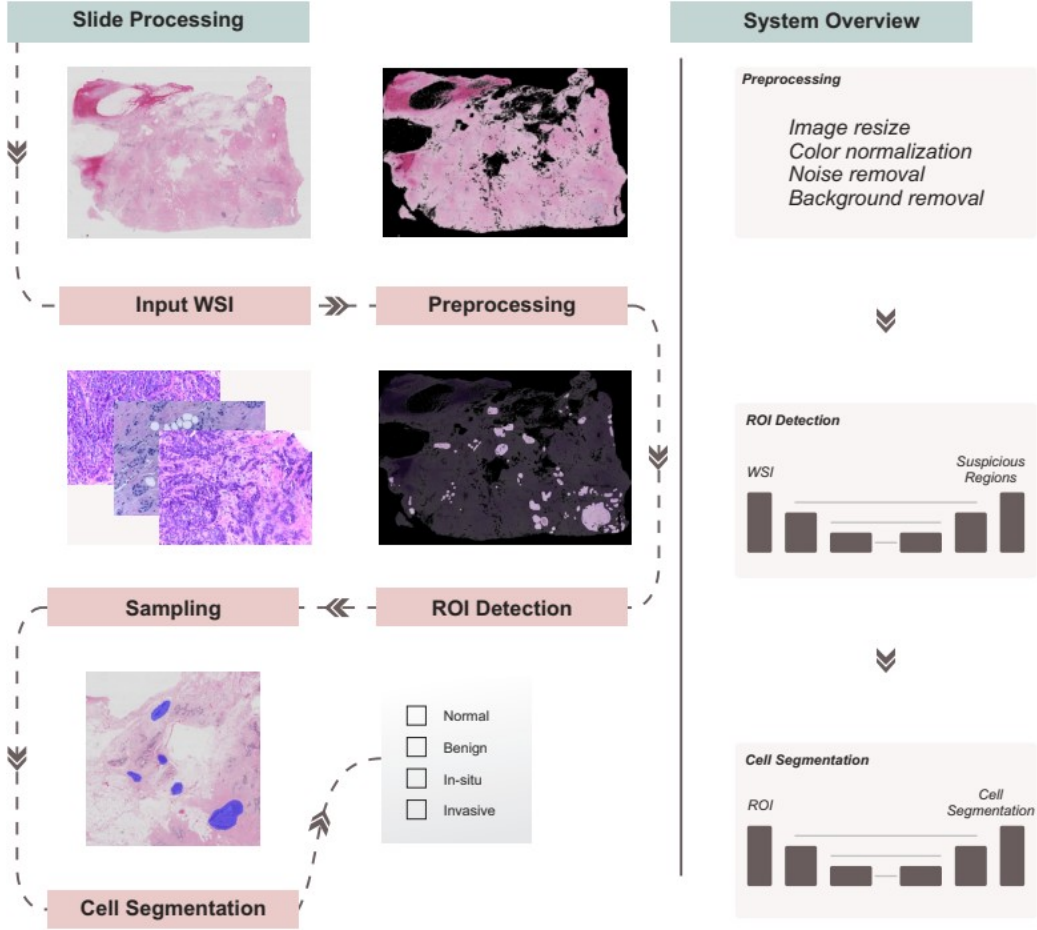 Slide Processing
Input WSI
Preprocessing
Sampling
ROI Detection
Normal
Benign
In-situ
Invasive
Cell Segmentation
System Overview
Preprocessing
Image resize
Color normalization
Noise removal
Background removal
ROI Detection
WSI
Suspicious
Regions
Cell Segmentation
ROI
Cell
Segmentation